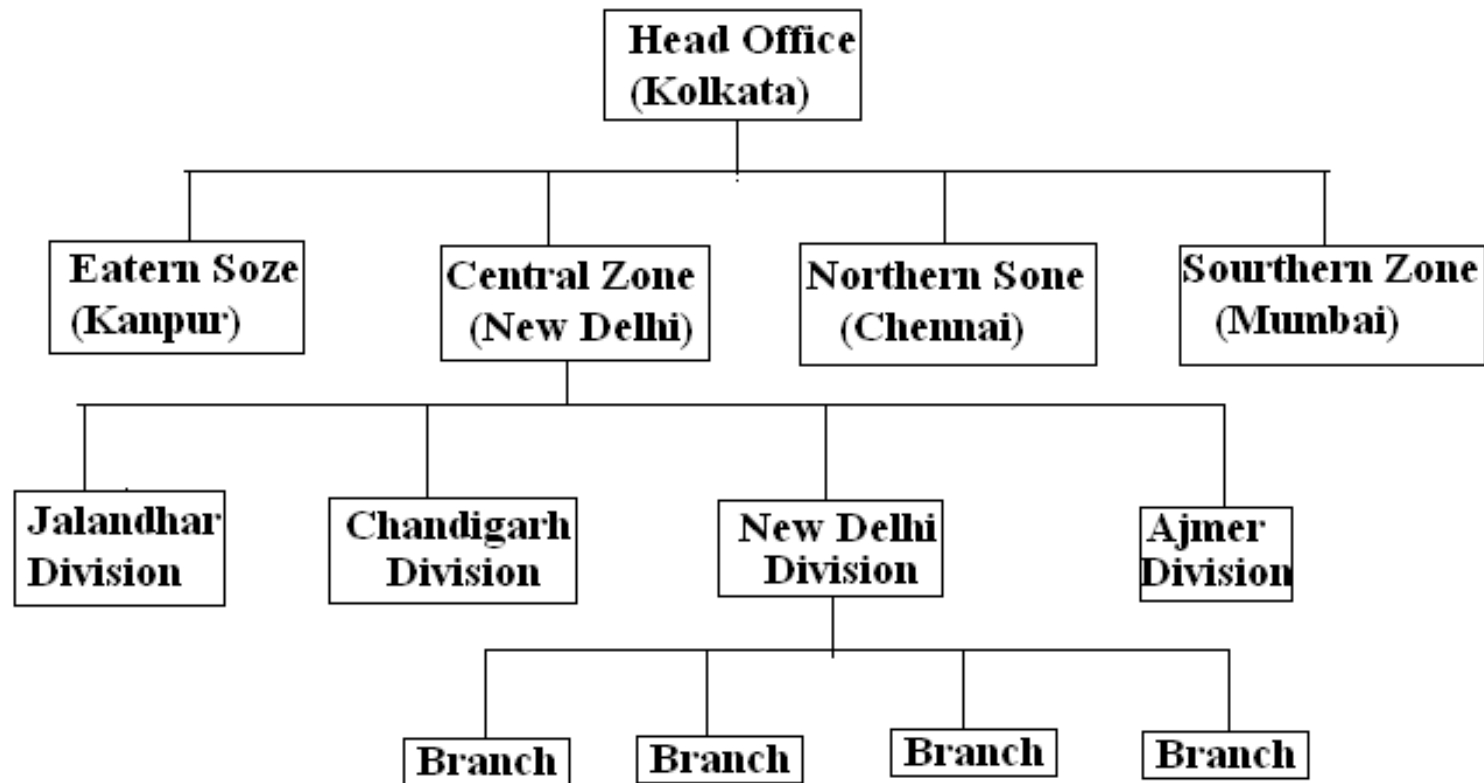 Head Office
(Kolkata)
Eatern Soze
(Kanpur)
Central Zone
(New Delhi)
Northern Sone
(Chennai)
Sourthern Zone
(Mumbai)
Jalandhar
Division
Chandigarh
Division
New Delhi
Division
Ajmer
Division
Branch
Branch
Branch
Branch